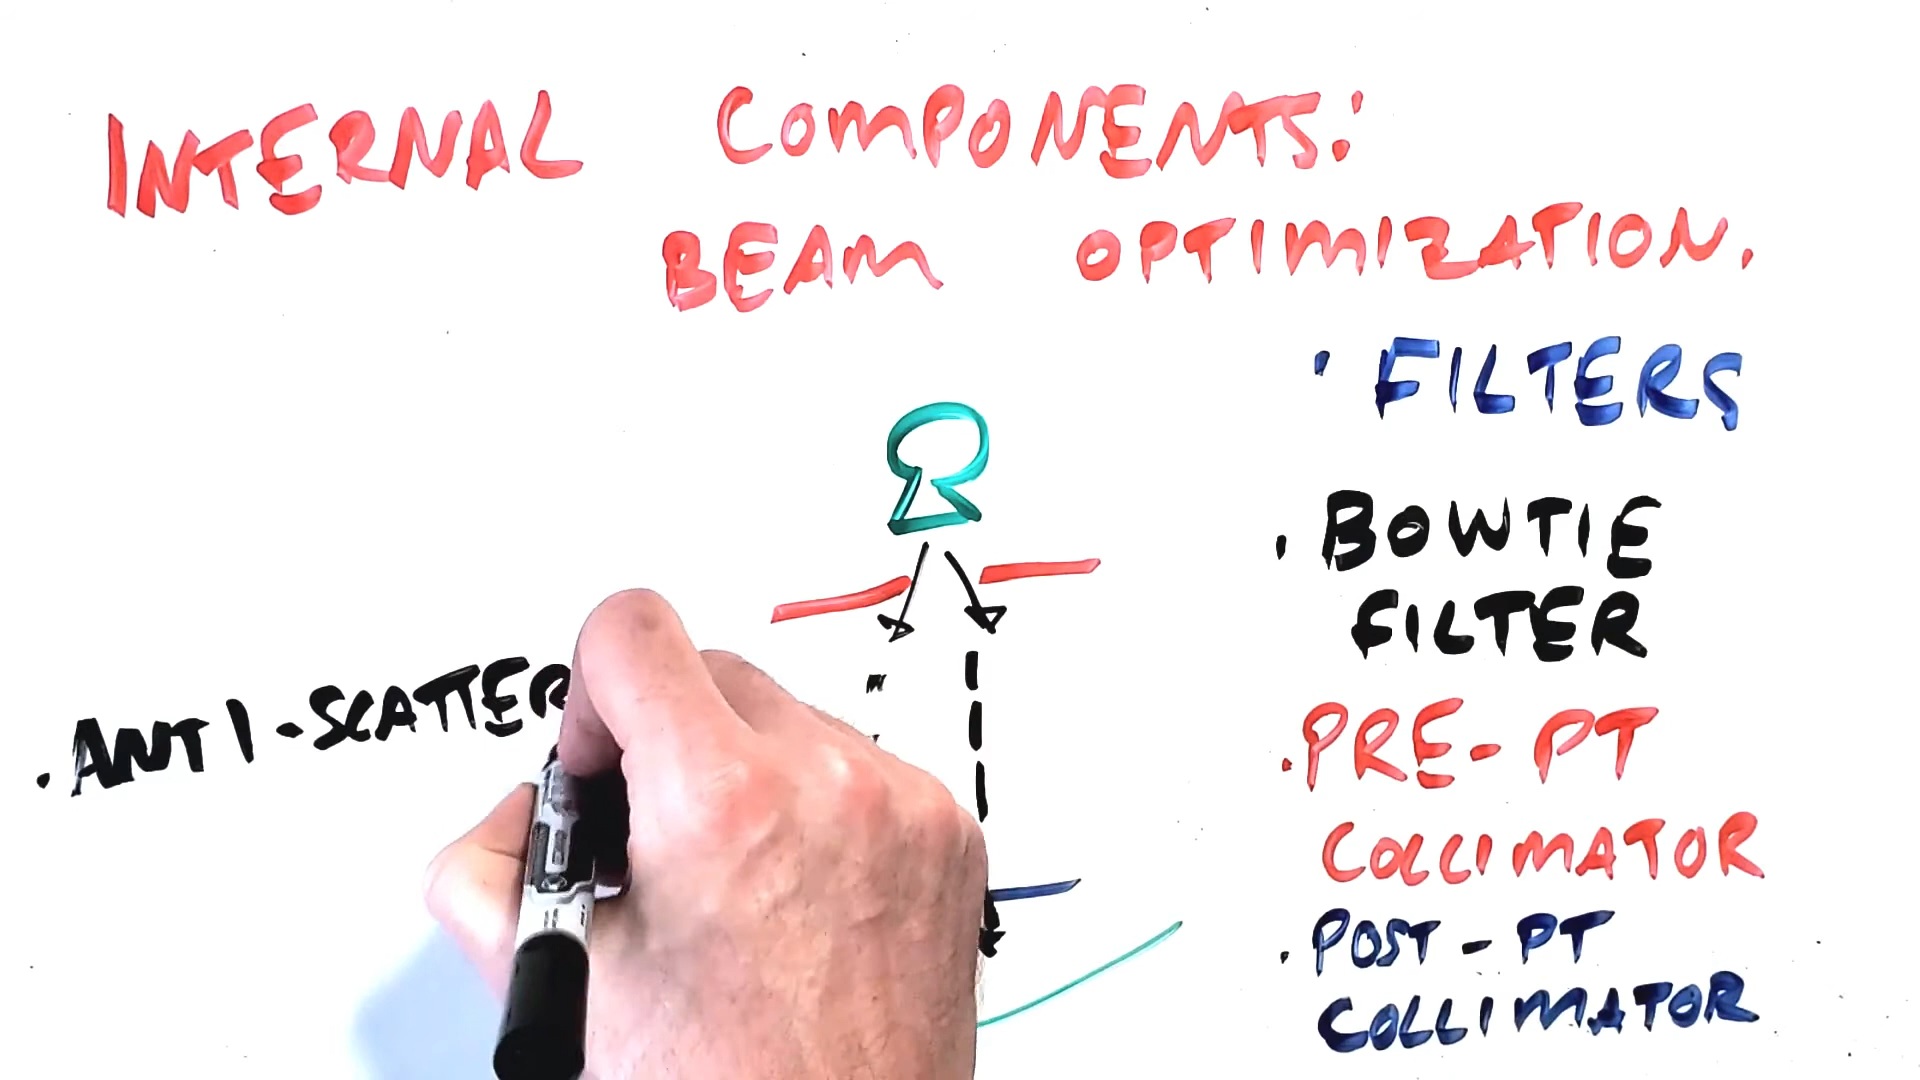 INTERNAL COMPONENTS:
BEAM OPTIMIZATION.
• FILTERS
• BOWTIE
FILTER
• PRE-PT
COLLIMATOR
• POST-PT
COLLIMATOR
• ANTI-SCATTER